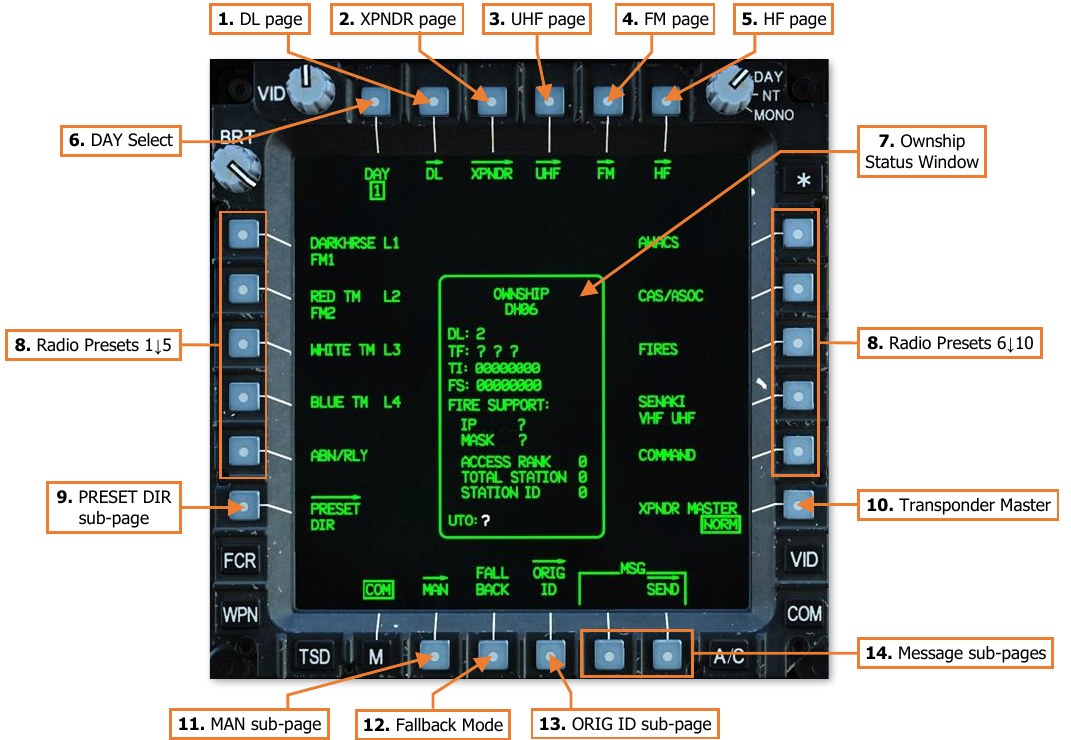 1. DL page
2. XPNDR page
3. UHF page
4. FM page
5. HF page
6. DAY Select
7. Ownship
Status Window
VID
DAY
NT
MONO
BRT
DAY
1
DL
XPNDR
UHF
FM
HF
*
DARKHRSE L1
FM1
RED TM L2
FM2
WHITE TM L3
BLUE TM L4
ABN/RLY
PRESET
DIR
OWNSHIP
DH06
DL: 2
TF: ? ? ?
TI: 00000000
FS: 00000000
FIRE SUPPORT:
IP ?
MASK ?
ACCESS RANK 0
TOTAL STATION 0
STATION ID 0
UTO: ?
AWACS
CAS/ASOC
FIRES
SENAKI
VHF UHF
COMMAND
XPNDR MASTER
NORM
8. Radio Presets 1↓5
8. Radio Presets 6↓10
9. PRESET DIR
sub-page
10. Transponder Master
FCR
WPN
VID
COM
COM
MAN
FALL
BACK
ORIG
ID
MSG
SEND
TSD
M
A/C
11. MAN sub-page
12. Fallback Mode
13. ORIG ID sub-page
14. Message sub-pages